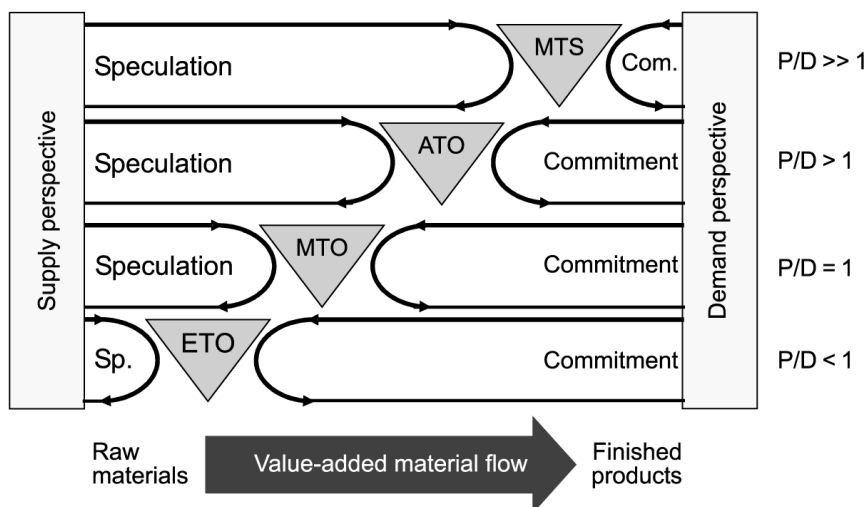 Supply perspective
Speculation
MTS
Com.
P/D >> 1
Speculation
ATO
Commitment
P/D > 1
Speculation
MTO
Commitment
P/D = 1
Sp.
ETO
Commitment
P/D < 1
Demand perspective
Raw
materials
Value-added material flow
Finished
products